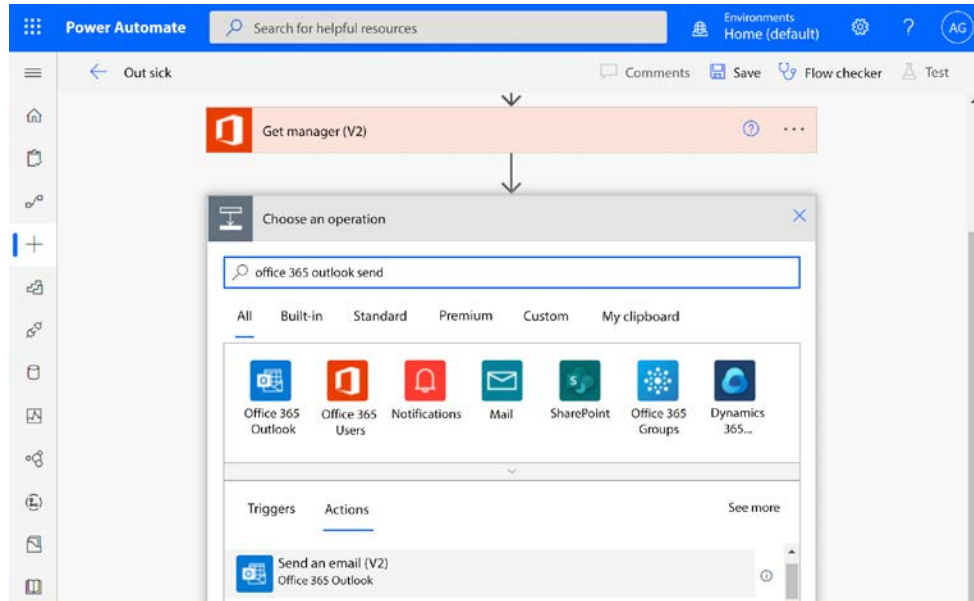 Power Automate
Search for helpful resources
Environments
Home (default)
?
AG
Out sick
Comments
Save
Flow checker
Test
Get manager (V2)
?
...
Choose an operation
office 365 outlook send
All
Built-in
Standard
Premium
Custom
My clipboard
Office 365
Outlook
Office 365
Users
Notifications
Mail
SharePoint
Office 365
Groups
Dynamics
365...
Triggers
Actions
See more
Send an email (V2)
Office 365 Outlook